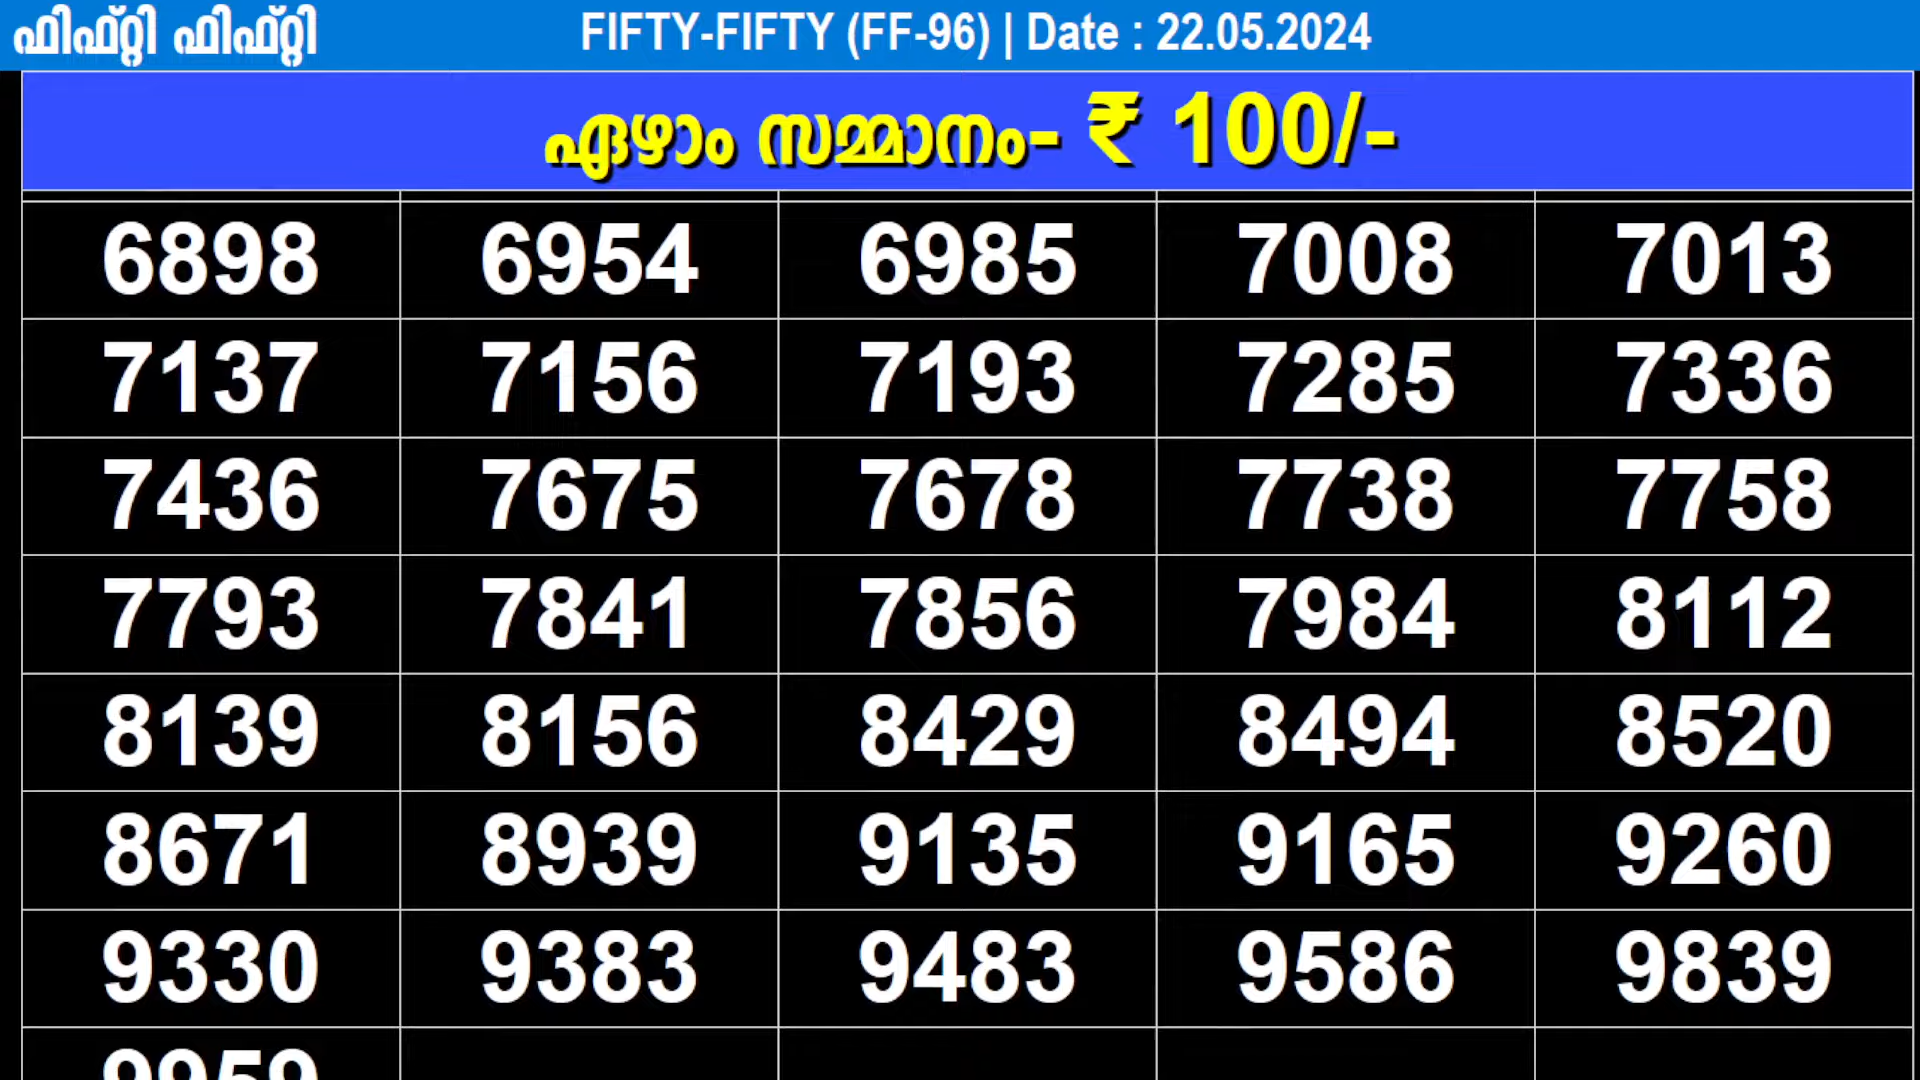 ഫിഫ്റ്റി ഫിഫ്റ്റി FIFTY-FIFTY (FF-96) | Date : 22.05.2024
ഏഴാം സമ്മാനം- ₹ 100/-
6898 6954 6985 7008 7013
7137 7156 7193 7285 7336
7436 7675 7678 7738 7758
7793 7841 7856 7984 8112
8139 8156 8429 8494 8520
8671 8939 9135 9165 9260
9330 9383 9483 9586 9839